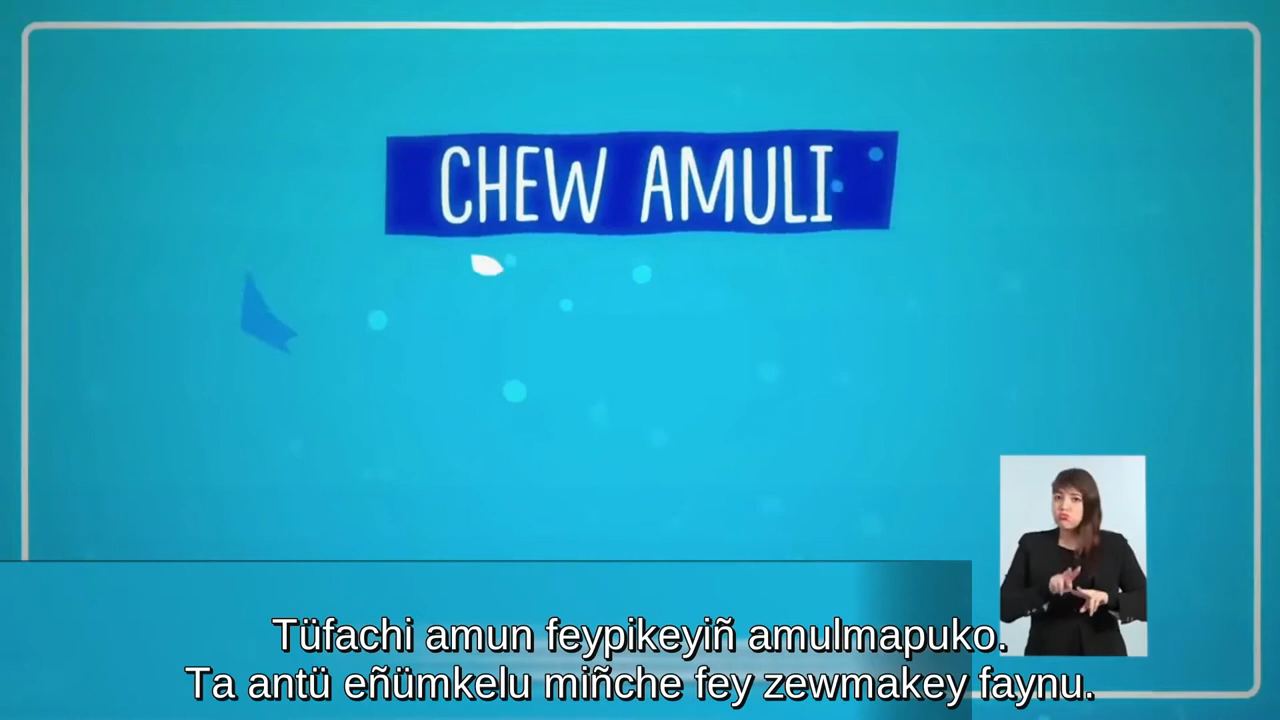 CHEW AMULI
Tüfachi amun feypikeyiñ amulmapuko.
Ta antü eñümkelu miñche fey zewmakey faynu.